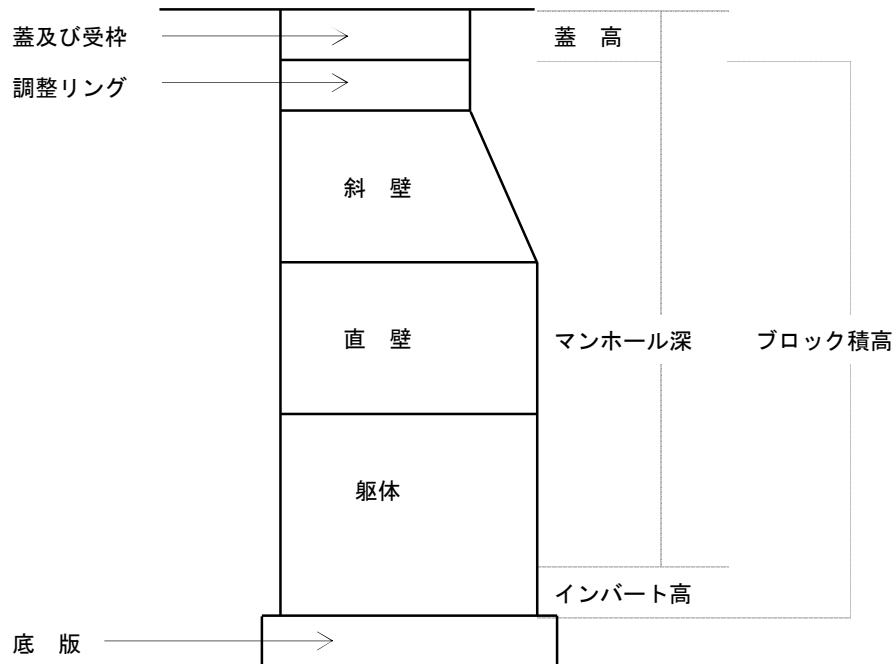 蓋及び受枠
蓋　高
調整リング
斜　壁
直　壁
マンホール深
ブロック積高
躯体
インバート高
底　版